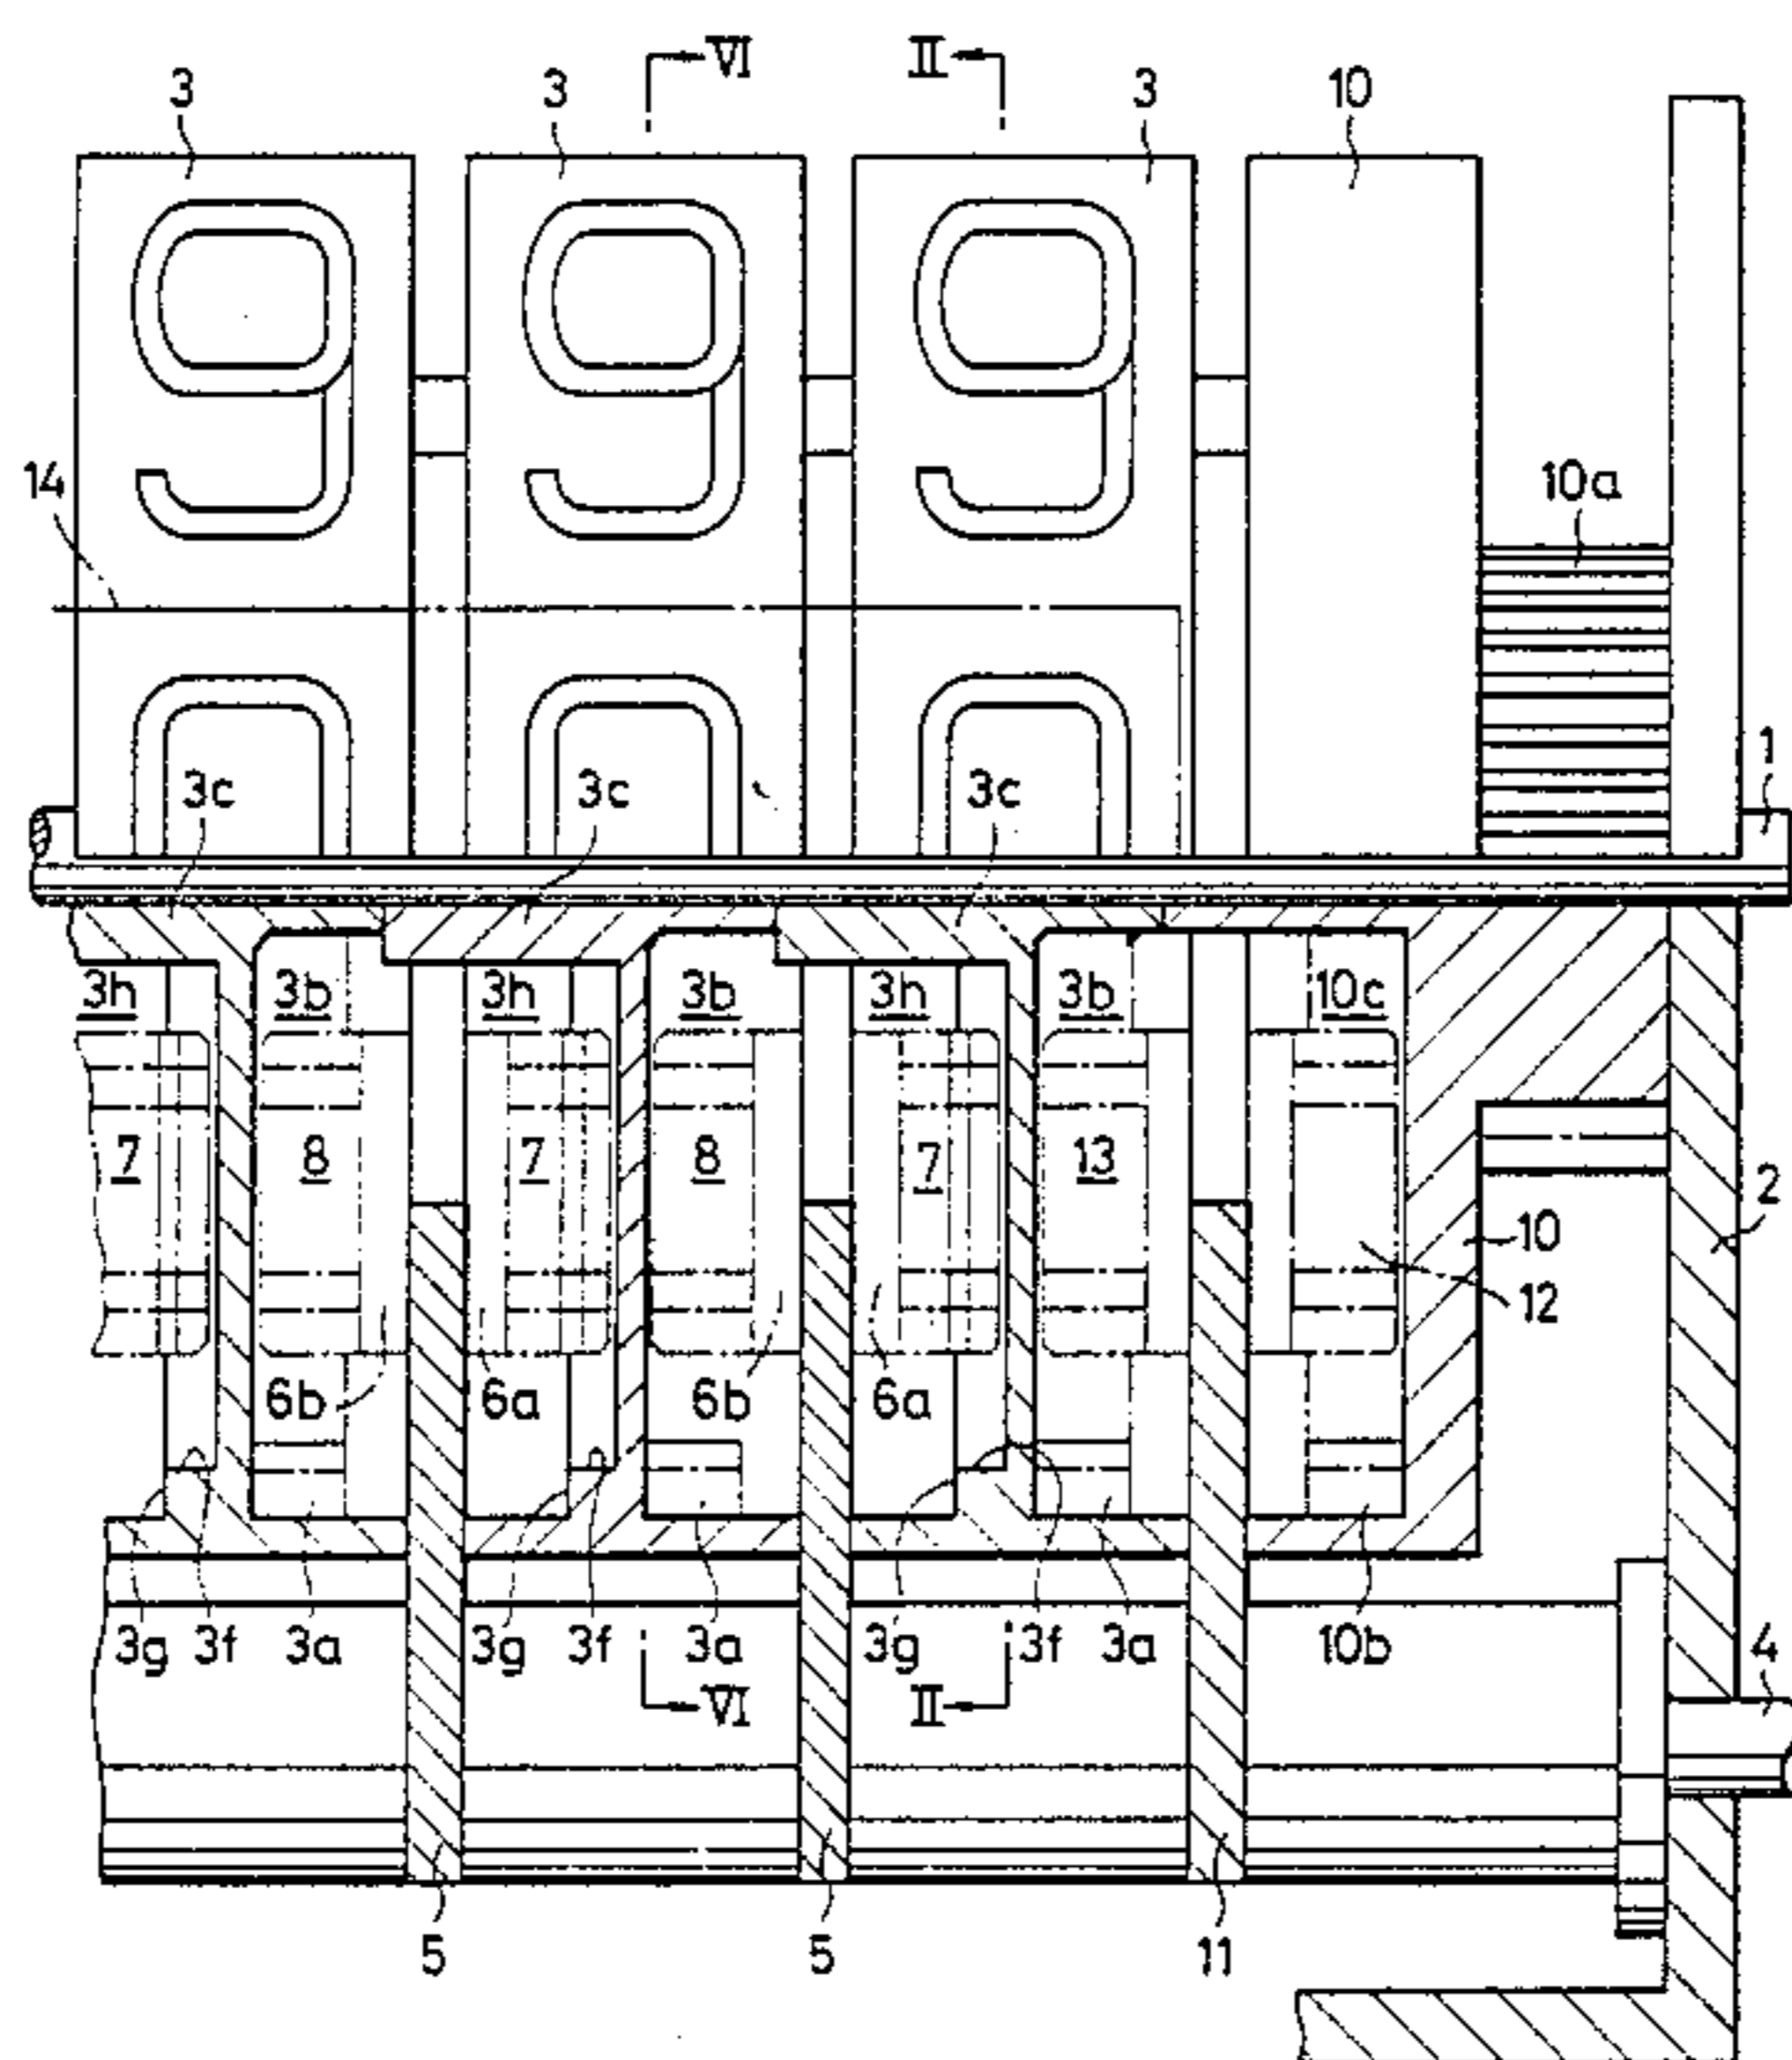 VI II
3 3 3 10
9 9 9
10a
14
1
3c 3c 3c
3h 3b 3h 3b 3h 3b 10c
7 8 7 8 7 13
2
10
12
6b 6a 6b 6a
3g 3f 3a 3g 3f 3a 3g 3f 3a 10b
4
VI II
5 5 11